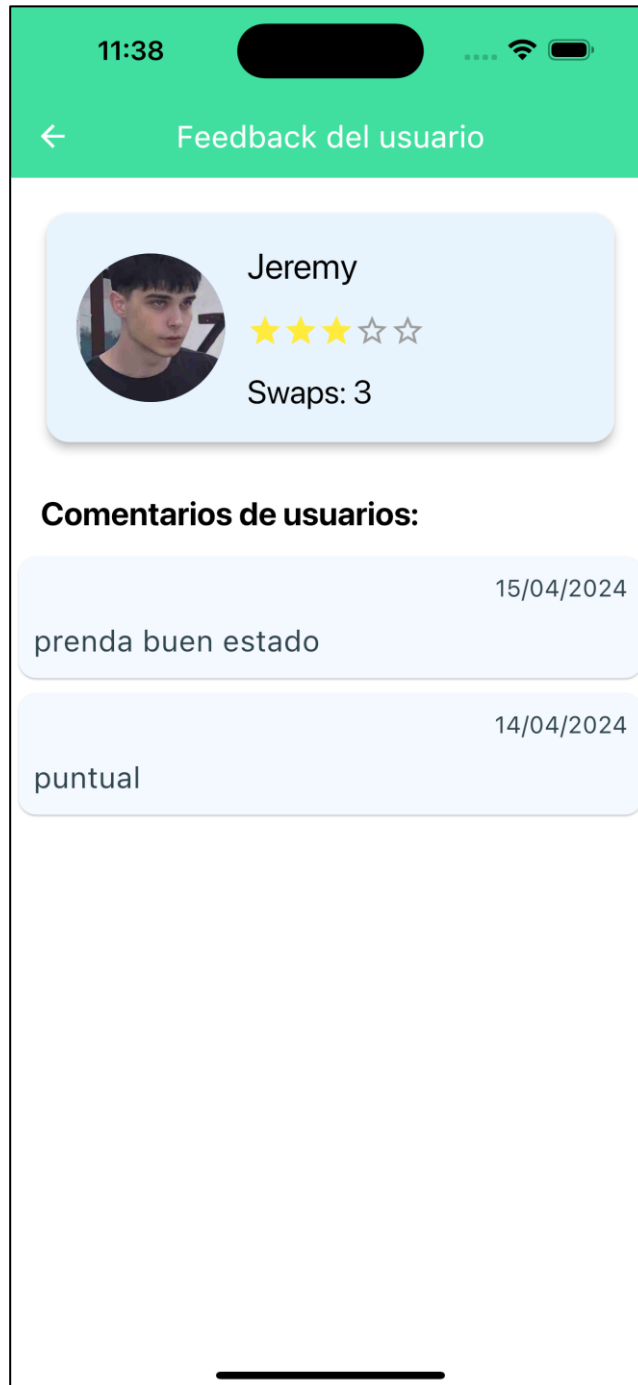 11:38
Feedback del usuario
Jeremy
Swaps: 3
Comentarios de usuarios:
15/04/2024
prenda buen estado
14/04/2024
puntual